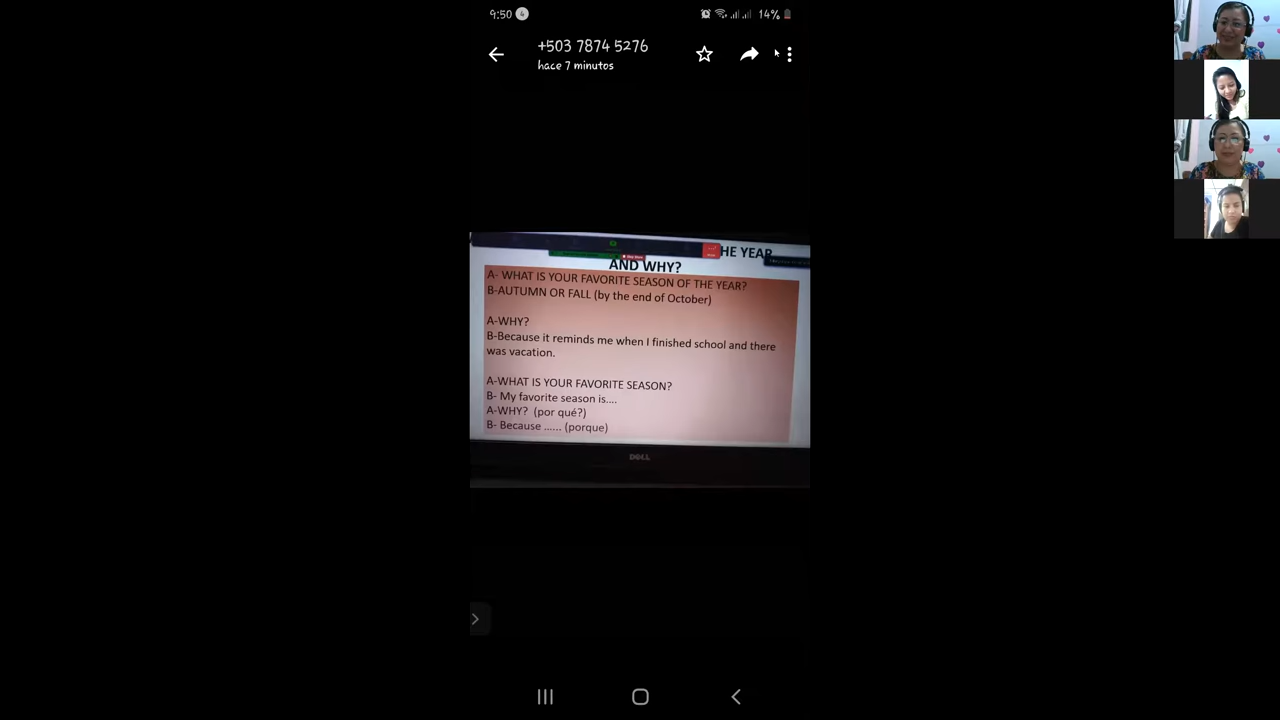 9:50 4 14%
+503 7874 5276
hace 7 minutos
HE YEAR
AND WHY?
A- WHAT IS YOUR FAVORITE SEASON OF THE YEAR?
B-AUTUMN OR FALL (by the end of October)
A-WHY?
B-Because it reminds me when I finished school and there
was vacation.
A-WHAT IS YOUR FAVORITE SEASON?
B- My favorite season is....
A-WHY? (por qué?)
B- Because ...... (porque)
DELL